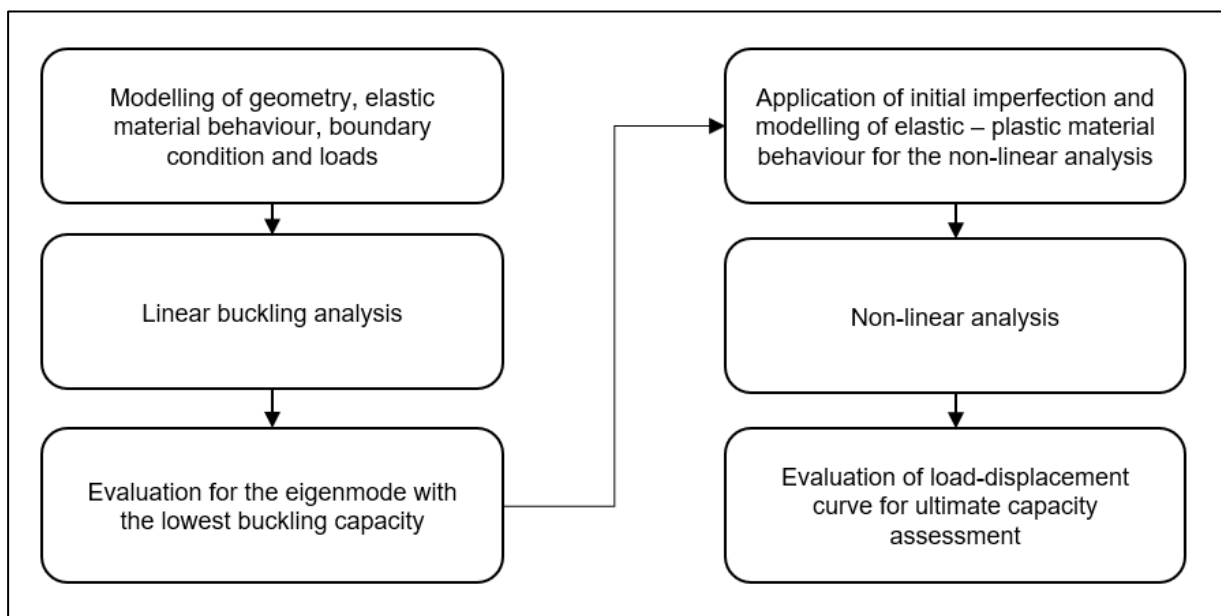 Modelling of geometry, elastic
material behaviour, boundary
condition and loads
Linear buckling analysis
Evaluation for the eigenmode with
the lowest buckling capacity
Application of initial imperfection and
modelling of elastic – plastic material
behaviour for the non-linear analysis
Non-linear analysis
Evaluation of load-displacement
curve for ultimate capacity
assessment